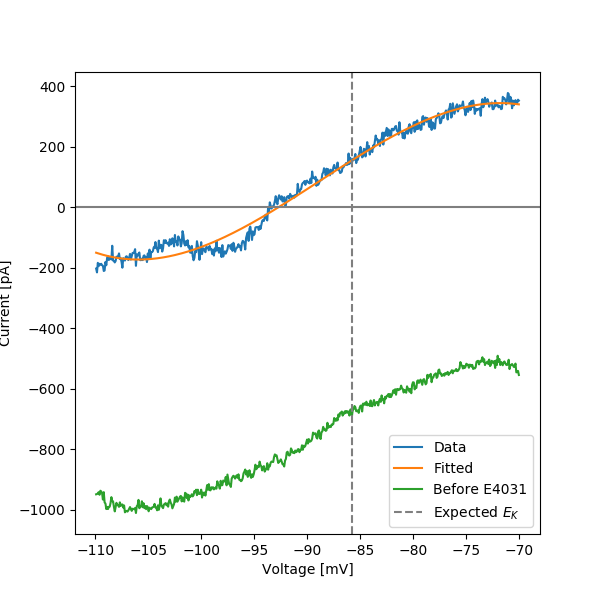 400
200
0
−200
−400
−600
−800
−1000
Current [pA]
−110 −105 −100 −95 −90 −85 −80 −75 −70
Voltage [mV]
Data
Fitted
Before E4031
Expected E_K